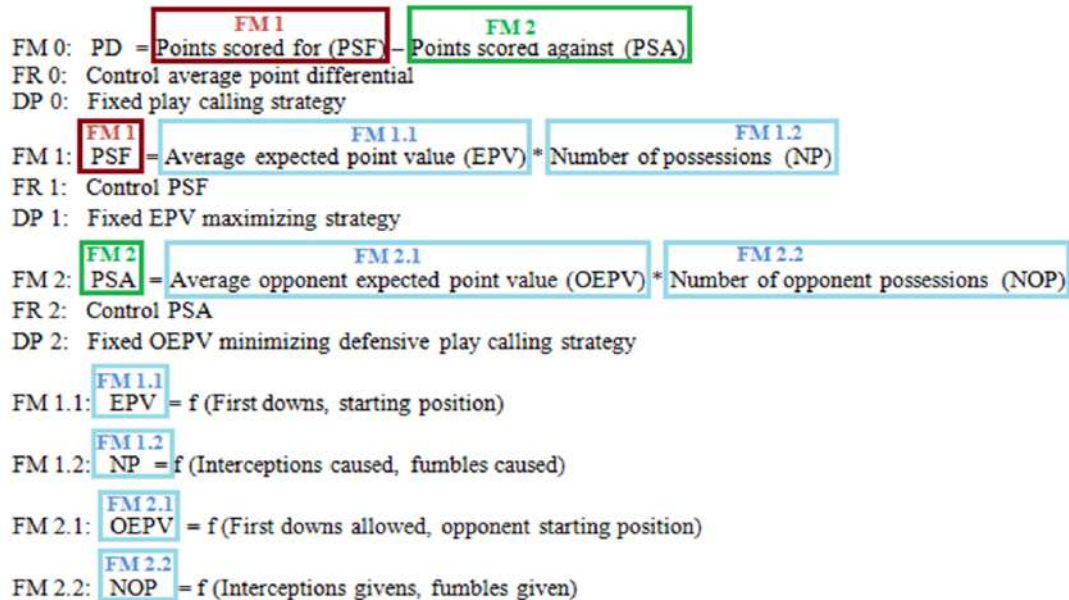 FM 1 FM 2
FM 0: PD = Points scored for (PSF) – Points scored against (PSA)
FR 0: Control average point differential
DP 0: Fixed play calling strategy
FM 1 FM 1.1 FM 1.2
FM 1: PSF = Average expected point value (EPV) * Number of possessions (NP)
FR 1: Control PSF
DP 1: Fixed EPV maximizing strategy
FM 2 FM 2.1 FM 2.2
FM 2: PSA = Average opponent expected point value (OEPV) * Number of opponent possessions (NOP)
FR 2: Control PSA
DP 2: Fixed OEPV minimizing defensive play calling strategy
FM 1.1
FM 1.1: EPV = f (First downs, starting position)
FM 1.2
FM 1.2: NP = f (Interceptions caused, fumbles caused)
FM 2.1
FM 2.1: OEPV = f (First downs allowed, opponent starting position)
FM 2.2
FM 2.2: NOP = f (Interceptions givens, fumbles given)